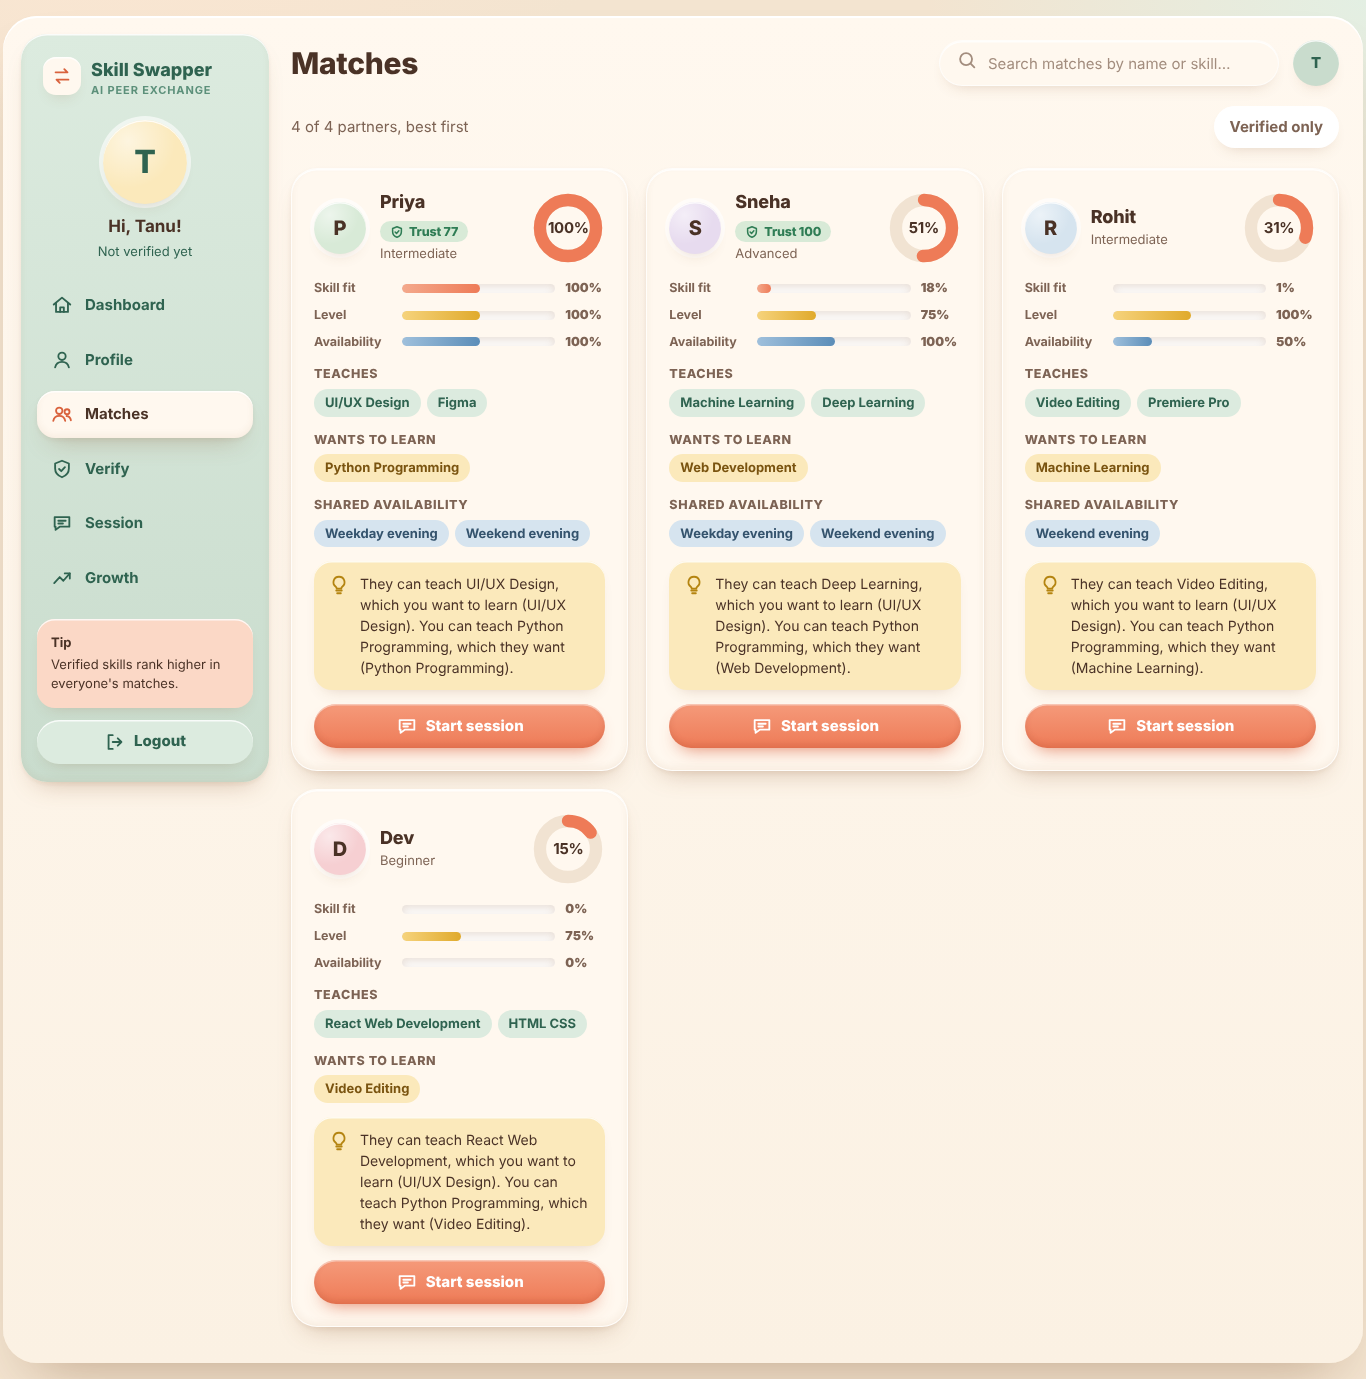 Skill Swapper
AI PEER EXCHANGE
T
Hi, Tanu!
Not verified yet
Dashboard
Profile
Matches
Verify
Session
Growth
Tip
Verified skills rank higher in
everyone's matches.
Logout
Matches
Search matches by name or skill...
T
4 of 4 partners, best first
Verified only
P
Priya
Trust 77
Intermediate
100%
Skill fit 100%
Level 100%
Availability 100%
TEACHES
UI/UX Design Figma
WANTS TO LEARN
Python Programming
SHARED AVAILABILITY
Weekday evening Weekend evening
They can teach UI/UX Design,
which you want to learn (UI/UX
Design). You can teach Python
Programming, which they want
(Python Programming).
Start session
S
Sneha
Trust 100
Advanced
51%
Skill fit 18%
Level 75%
Availability 100%
TEACHES
Machine Learning Deep Learning
WANTS TO LEARN
Web Development
SHARED AVAILABILITY
Weekday evening Weekend evening
They can teach Deep Learning,
which you want to learn (UI/UX
Design). You can teach Python
Programming, which they want
(Web Development).
Start session
R
Rohit
Intermediate
31%
Skill fit 1%
Level 100%
Availability 50%
TEACHES
Video Editing Premiere Pro
WANTS TO LEARN
Machine Learning
SHARED AVAILABILITY
Weekend evening
They can teach Video Editing,
which you want to learn (UI/UX
Design). You can teach Python
Programming, which they want
(Machine Learning).
Start session
D
Dev
Beginner
15%
Skill fit 0%
Level 75%
Availability 0%
TEACHES
React Web Development HTML CSS
WANTS TO LEARN
Video Editing
They can teach React Web
Development, which you want to
learn (UI/UX Design). You can
teach Python Programming, which
they want (Video Editing).
Start session